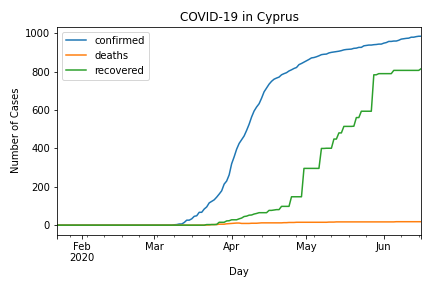 COVID-19 in Cyprus
confirmed
deaths
recovered
1000
800
600
400
200
0
Number of Cases
Feb
2020
Mar
Apr
May
Jun
Day